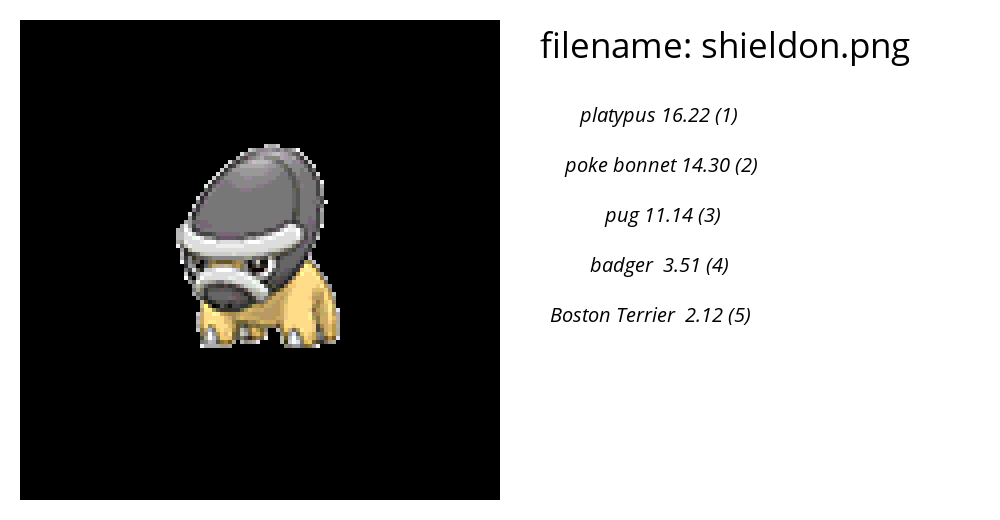 filename: shieldon.png
platypus 16.22 (1)
poke bonnet 14.30 (2)
pug 11.14 (3)
badger  3.51 (4)
Boston Terrier  2.12 (5)